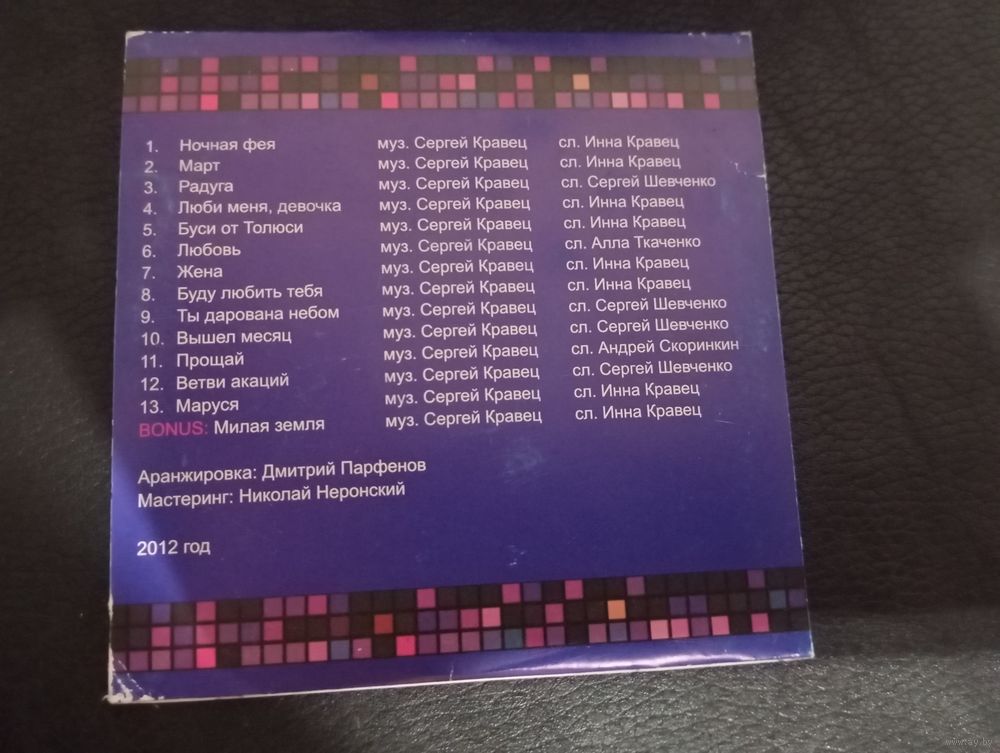 1. Ночная фея муз. Сергей Кравец сл. Инна Кравец
2. Март муз. Сергей Кравец сл. Инна Кравец
3. Радуга муз. Сергей Кравец сл. Сергей Шевченко
4. Люби меня, девочка муз. Сергей Кравец сл. Инна Кравец
5. Буси от Толюси муз. Сергей Кравец сл. Инна Кравец
6. Любовь муз. Сергей Кравец сл. Алла Ткаченко
7. Жена муз. Сергей Кравец сл. Инна Кравец
8. Буду любить тебя муз. Сергей Кравец сл. Инна Кравец
9. Ты дарована небом муз. Сергей Кравец сл. Сергей Шевченко
10. Вышел месяц муз. Сергей Кравец сл. Сергей Шевченко
11. Прощай муз. Сергей Кравец сл. Андрей Скоринкин
12. Ветви акаций муз. Сергей Кравец сл. Сергей Шевченко
13. Маруся муз. Сергей Кравец сл. Инна Кравец
BONUS: Милая земля муз. Сергей Кравец сл. Инна Кравец
Аранжировка: Дмитрий Парфенов
Мастеринг: Николай Неронский
2012 год
www.ay.by